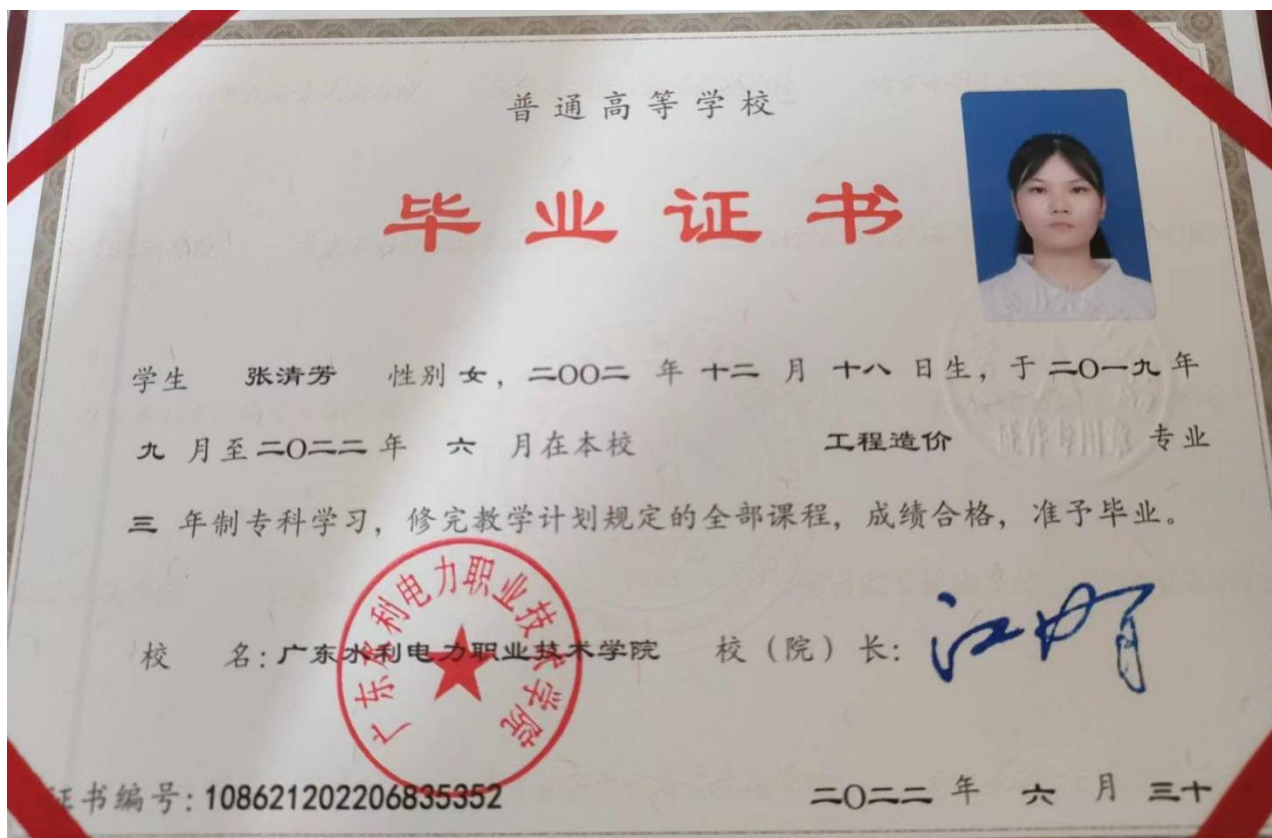 普通高等学校
毕业证书
学生 张清芳 性别 女，二〇〇二 年 十二 月 十八 日生，于 二〇一九 年
九 月至 二〇二二 年 六 月在本校 工程造价 专业
三 年制专科学习，修完教学计划规定的全部课程，成绩合格，准予毕业。
校 名：广东水利电力职业技术学院 校（院）长：
广东水利电力职业技术学院
证书编号：108621202206835352 二〇二二 年 六 月 三十